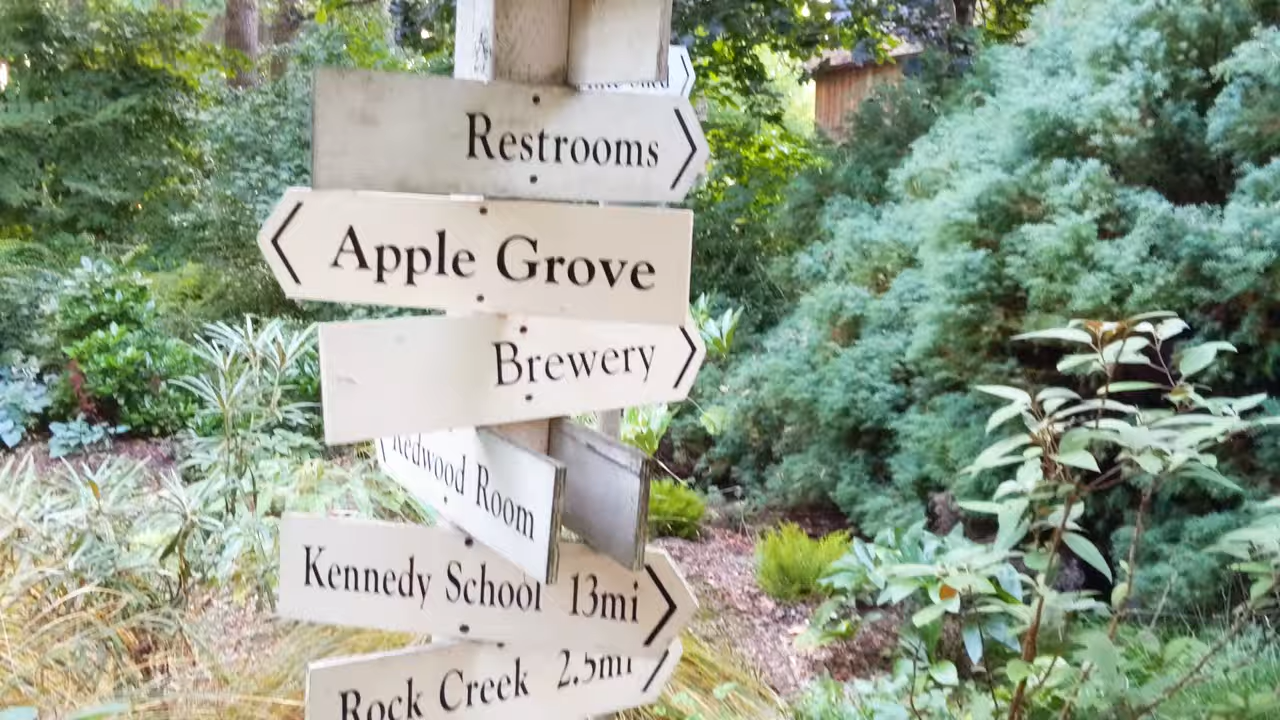 Restrooms
Apple Grove
Brewery
Redwood Room
Kennedy School 13mi
Rock Creek 2.5mi